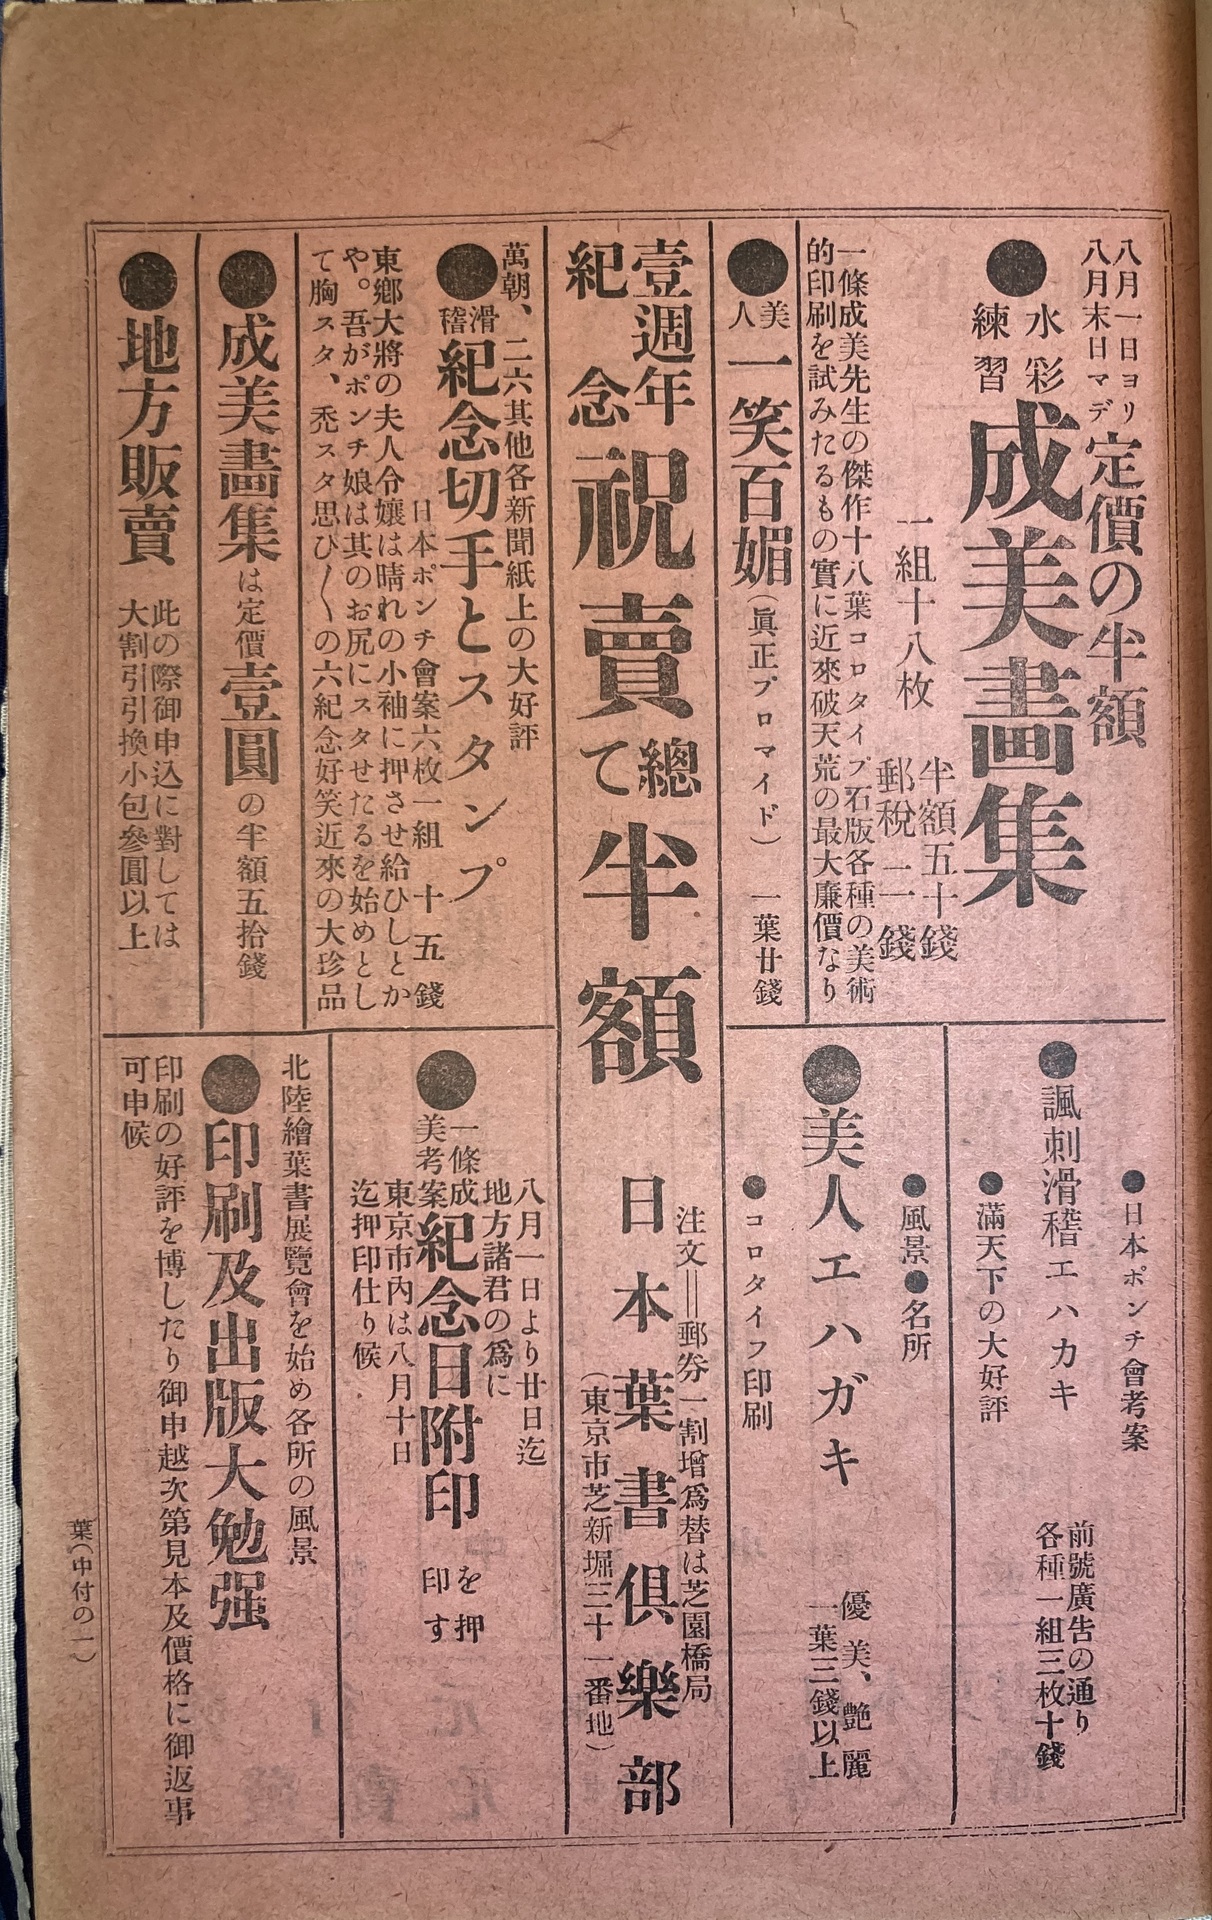 八月一日ヨリ
八月末日マデ
定價の半額
●水彩
練習
成美畵集
一組十八枚
半額五十錢
郵稅二錢
一條成美先生の傑作十八葉コロタイプ石版各種の美術
的印刷を試みたるもの實に近來破天荒の最大廉價なり
●美
人
一笑百媚(眞正ブロマイド)一葉廿錢
●日本ポンチ會考案
●諷刺滑稽エハカキ
●滿天下の大好評
前號廣吿の通り
各種一組三枚十錢
●風景●名所
●美人エハガキ
●コロタイフ印刷
優美、艶麗
一葉三錢以上
壹週年
紀念
祝賣
總
て
半額
注文＝郵券一割增爲替は芝園橋局
日本葉書俱樂部
(東京市芝新堀三十一番地)
萬朝、二六其他各新聞紙上の大好評
●滑
稽
紀念切手とスタンプ
日本ポンチ會案六枚一組 十五錢
東鄕大將の夫人令孃は晴れの小袖に押させ給ひしとか
や。吾がポンチ娘は其のお尻にスタせたるを始めとし
て胸スタ、禿スタ思ひ〱の六紀念好笑近來の大珍品
●成美畵集は定價壹圓の半額五拾錢
●地方販賣
此の際御申込に對しては
大割引引換小包參圓以上
八月一日より廿日迄
地方諸君の爲に
●一條成
美考案
紀念日附印
を押
印す
東京市內は八月十日
迄押印仕り候
北陸繪葉書展覽會を始め各所の風景
●印刷及出版大勉强
印刷の好評を博したり御申越次第見本及價格に御返事
可申候
葉(中付の一)